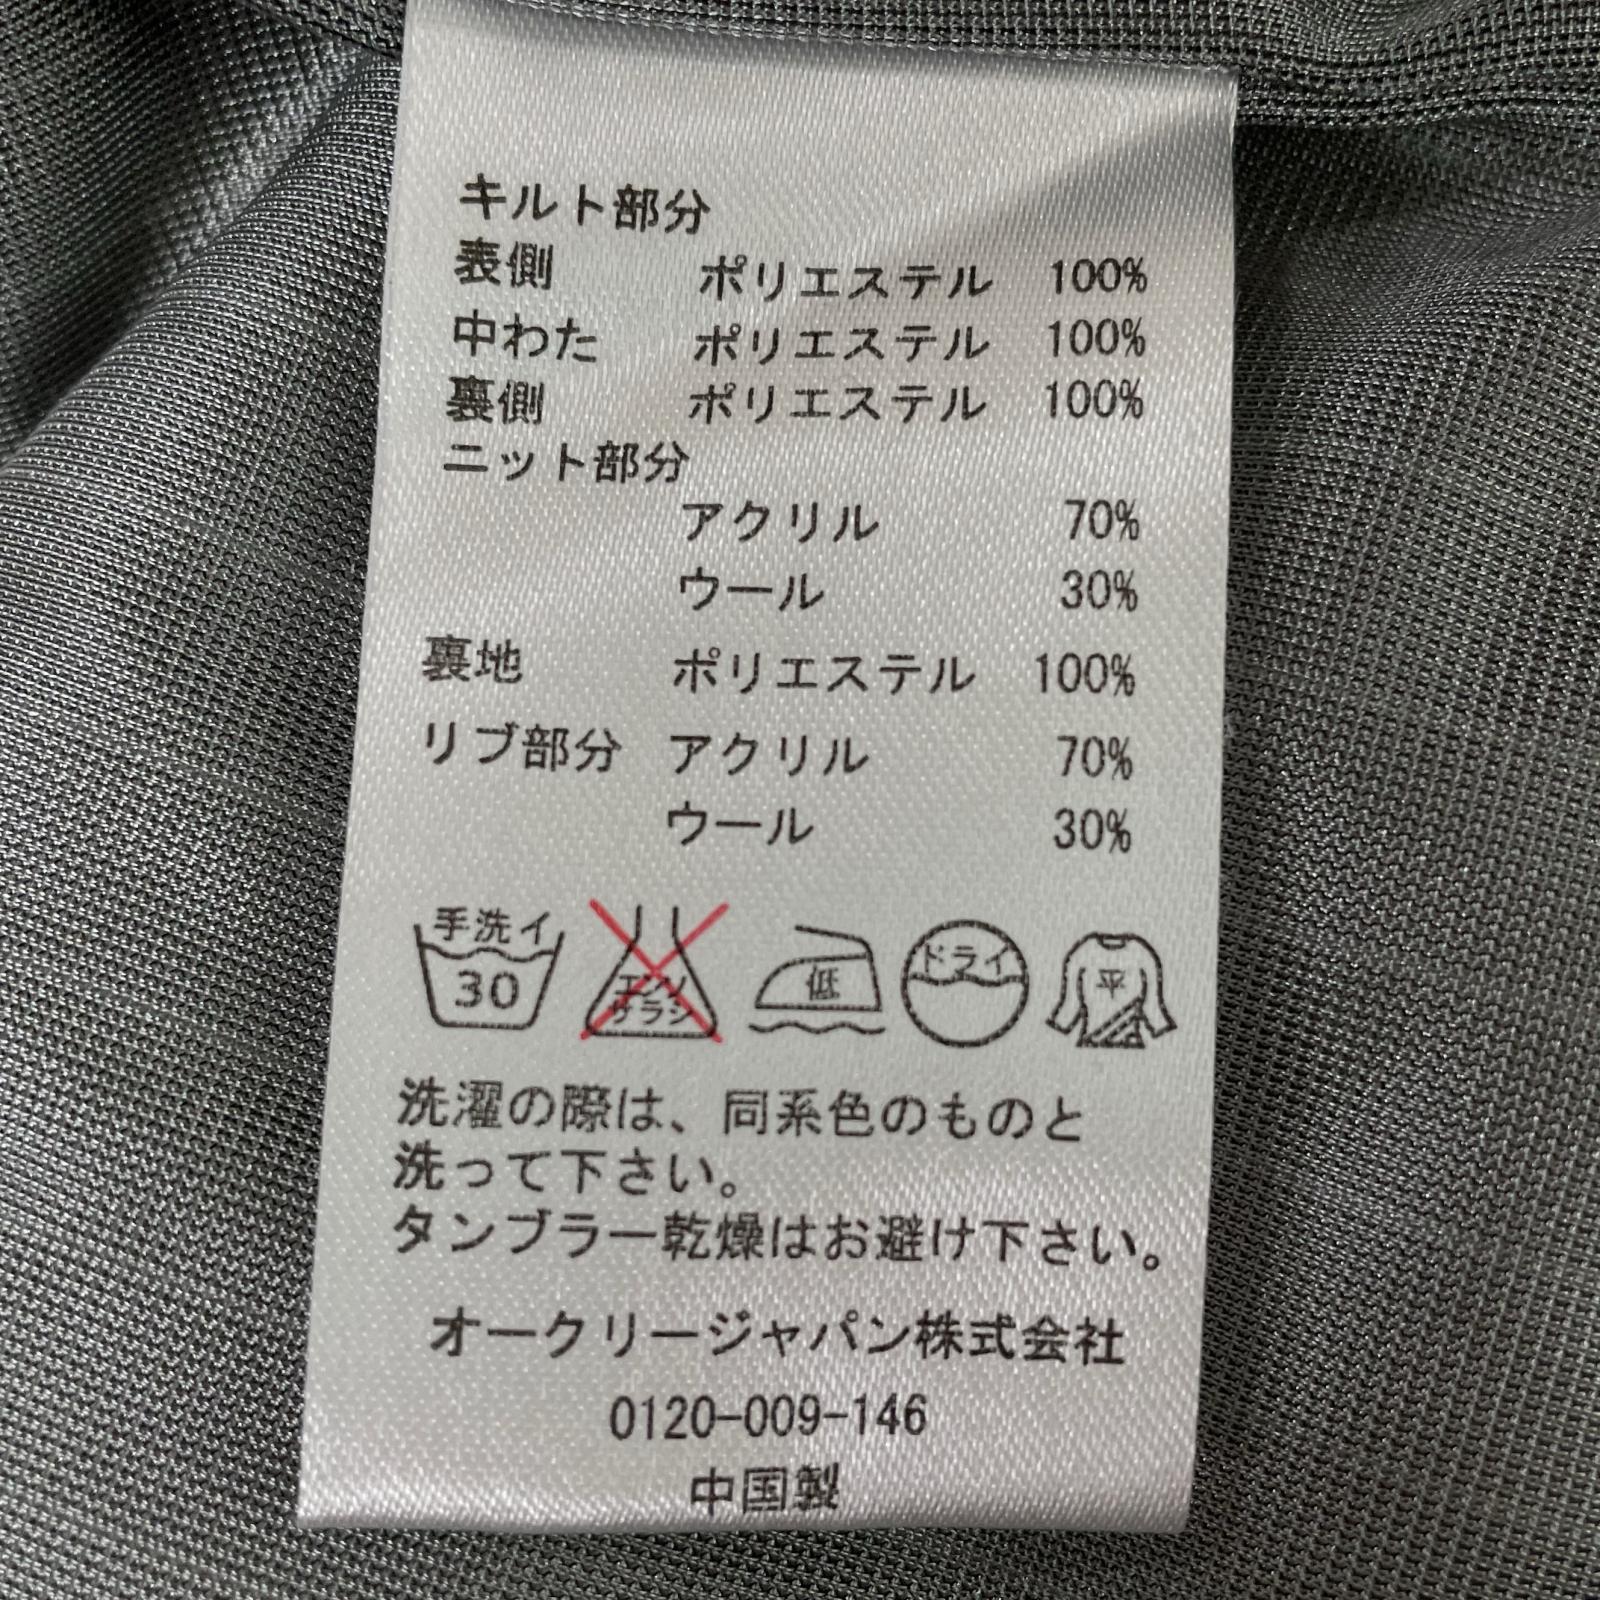 キルト部分
表側 ポリエステル 100%
中わた ポリエステル 100%
裏側 ポリエステル 100%
ニット部分
アクリル 70%
ウール 30%
裏地 ポリエステル 100%
リブ部分 アクリル 70%
ウール 30%
手洗イ 30
エンソサラシ
低
ドライ
平
洗濯の際は、同系色のものと
洗って下さい。
タンブラー乾燥はお避け下さい。
オークリージャパン株式会社
0120-009-146
中国製